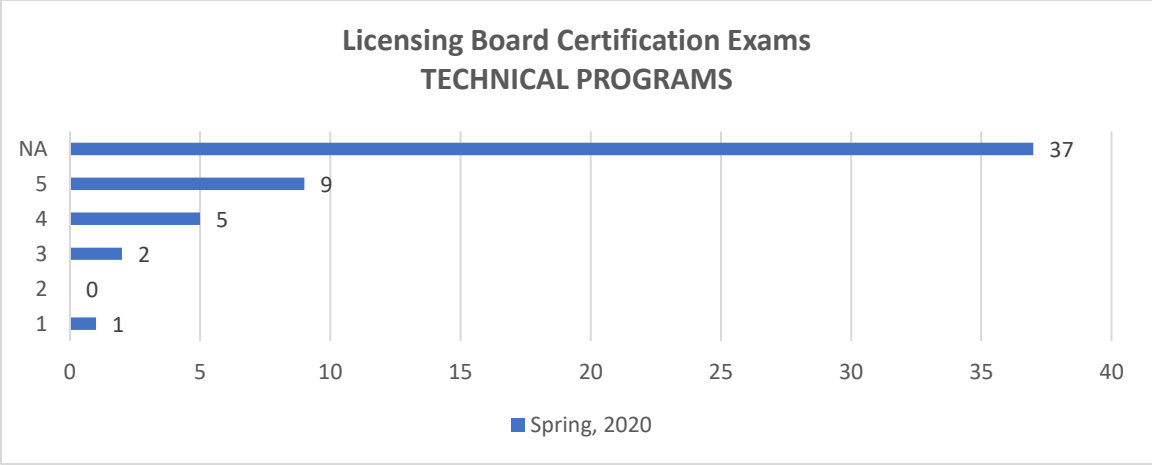 Licensing Board Certification Exams
TECHNICAL PROGRAMS
NA 37
5 9
4 5
3 2
2 0
1 1
0 5 10 15 20 25 30 35 40
Spring, 2020